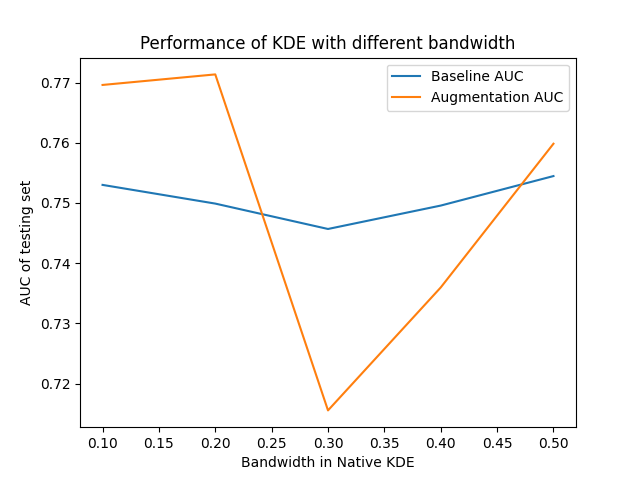 Performance of KDE with different bandwidth
Baseline AUC
Augmentation AUC
0.77
0.76
0.75
0.74
0.73
0.72
AUC of testing set
0.10 0.15 0.20 0.25 0.30 0.35 0.40 0.45 0.50
Bandwidth in Native KDE